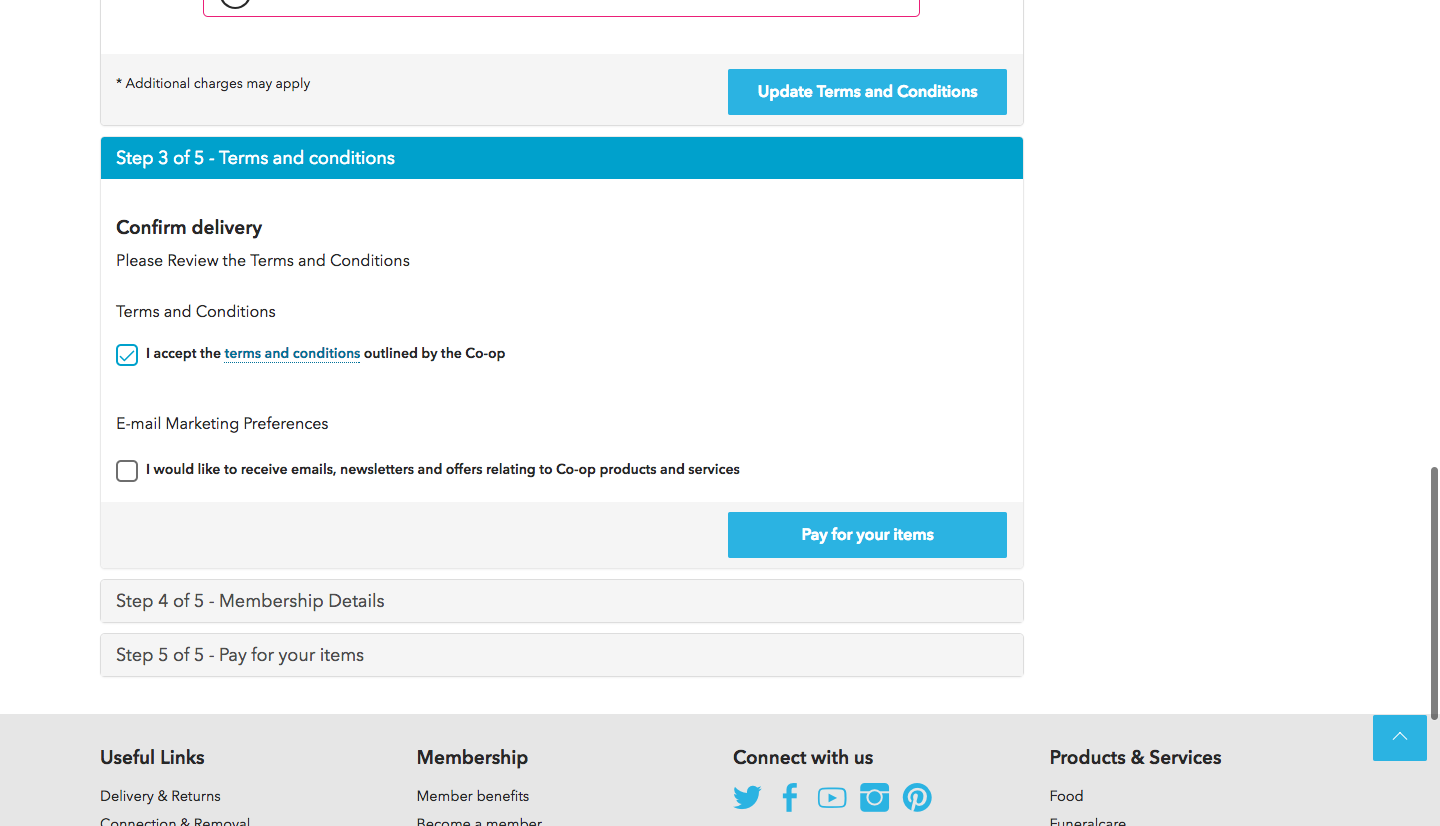 * Additional charges may apply
Update Terms and Conditions
Step 3 of 5 - Terms and conditions
Confirm delivery
Please Review the Terms and Conditions
Terms and Conditions
I accept the terms and conditions outlined by the Co-op
E-mail Marketing Preferences
I would like to receive emails, newsletters and offers relating to Co-op products and services
Pay for your items
Step 4 of 5 - Membership Details
Step 5 of 5 - Pay for your items
Useful Links
Delivery & Returns
Connection & Removal
Membership
Member benefits
Become a member
Connect with us
Products & Services
Food
Funeralcare